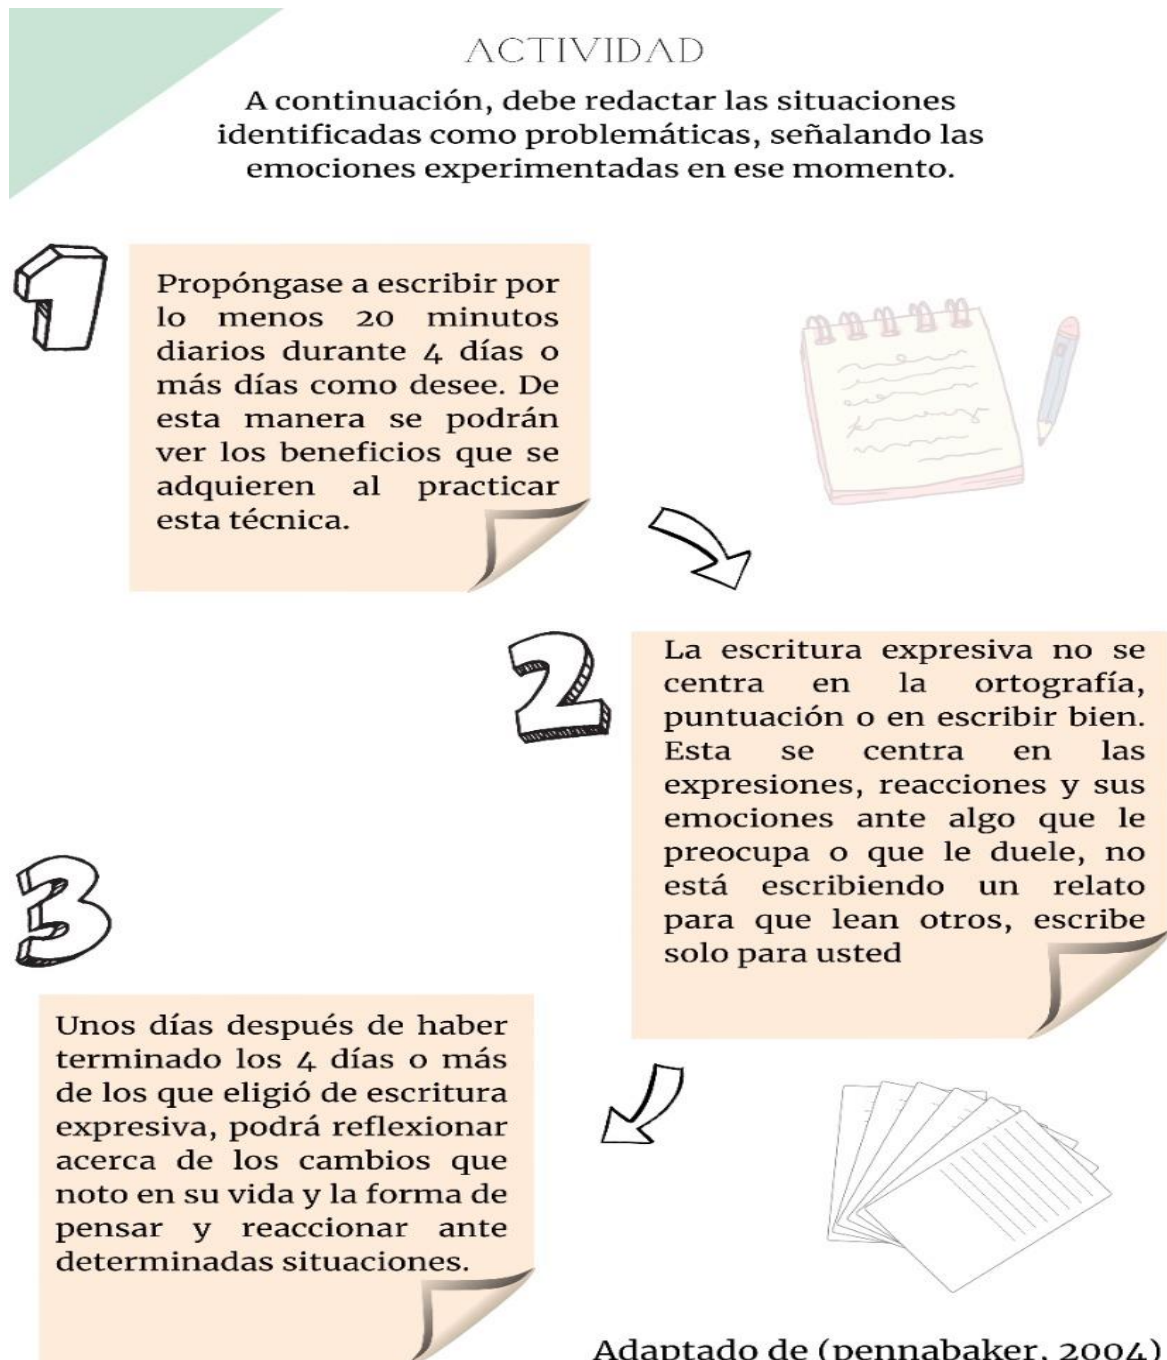 ACTIVIDAD
A continuación, debe redactar las situaciones
identificadas como problemáticas, señalando las
emociones experimentadas en ese momento.
1
Propóngase a escribir por
lo menos 20 minutos
diarios durante 4 días o
más días como desee. De
esta manera se podrán
ver los beneficios que se
adquieren al practicar
esta técnica.
2
La escritura expresiva no se
centra en la ortografía,
puntuación o en escribir bien.
Esta se centra en las
expresiones, reacciones y sus
emociones ante algo que le
preocupa o que le duele, no
está escribiendo un relato
para que lean otros, escribe
solo para usted
3
Unos días después de haber
terminado los 4 días o más
de los que eligió de escritura
expresiva, podrá reflexionar
acerca de los cambios que
noto en su vida y la forma de
pensar y reaccionar ante
determinadas situaciones.
Adaptado de (pennabaker, 2004)